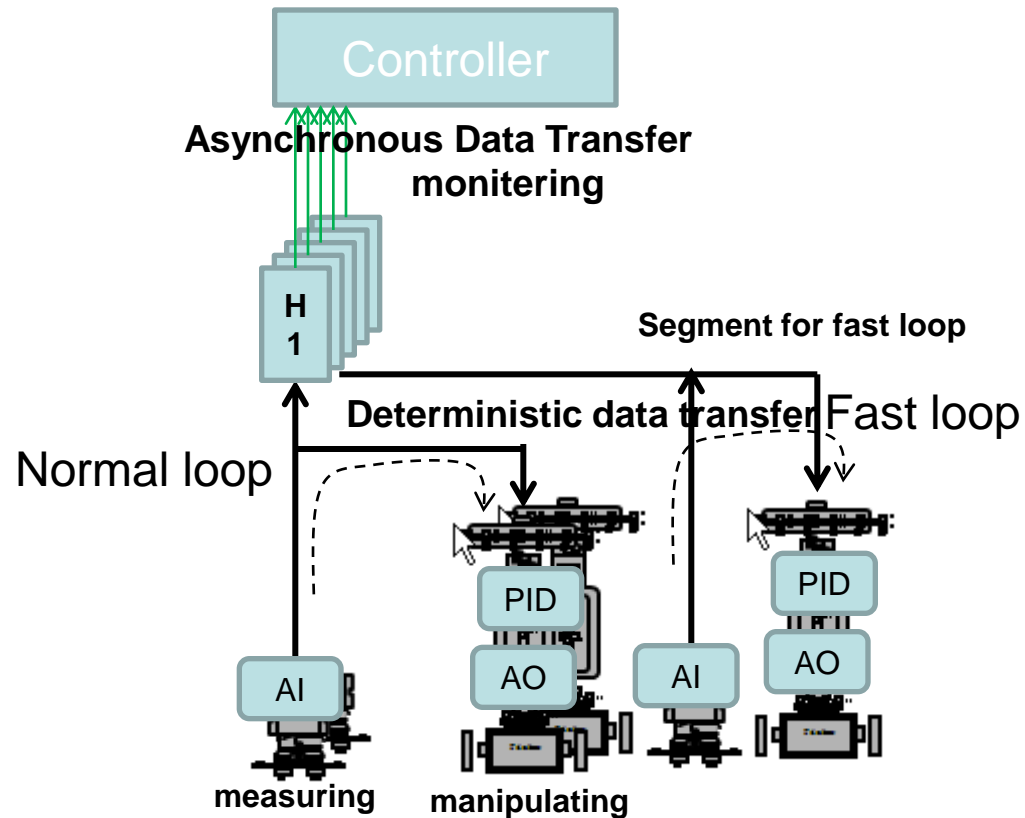 Controller
Asynchronous Data Transfer
monitering
H
1
Segment for fast loop
Deterministic data transfer
Fast loop
Normal loop
PID
PID
AO
AO
AI
AI
measuring
manipulating